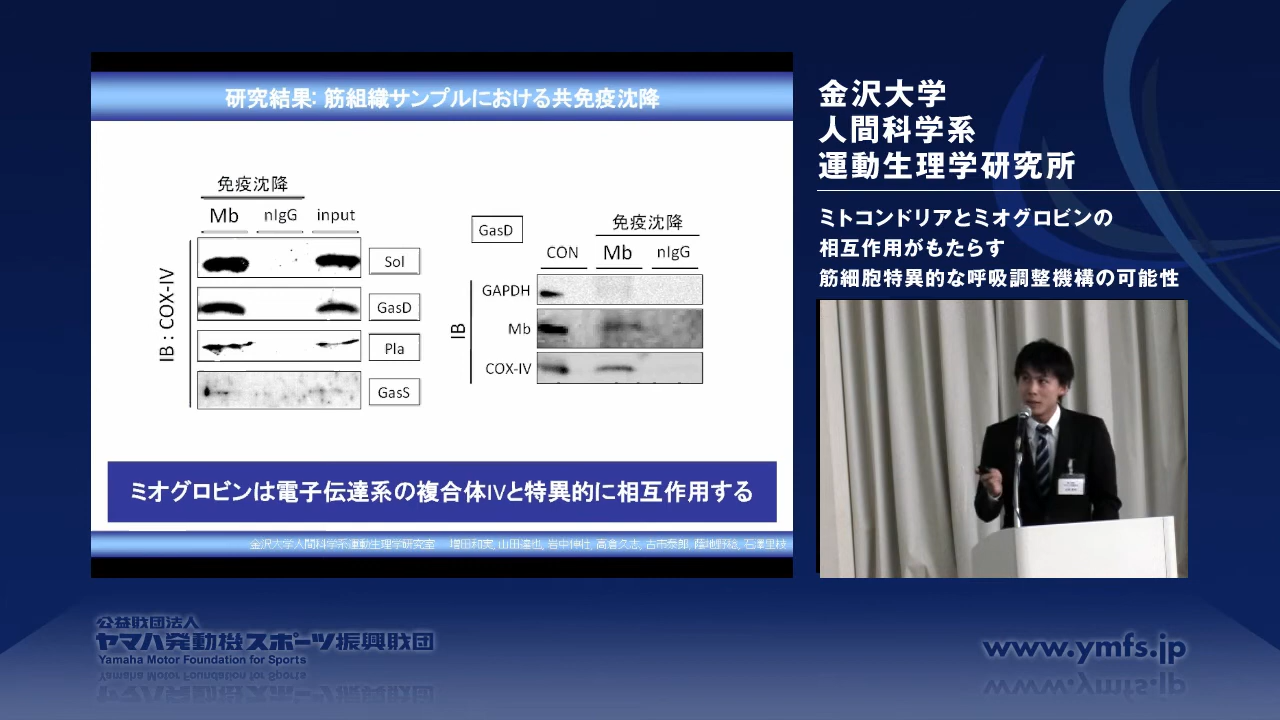 研究結果: 筋組織サンプルにおける共免疫沈降
免疫沈降
Mb nIgG input
IB : COX-IV
Sol
GasD
Pla
GasS
GasD
免疫沈降
CON Mb nIgG
IB
GAPDH
Mb
COX-IV
ミオグロビンは電子伝達系の複合体IVと特異的に相互作用する
金沢大学人間科学系運動生理学研究室 増田和実, 山田達也, 岩中伸壮, 高倉久志, 古市泰郎, 蔭地野稔, 石澤里枝
金沢大学
人間科学系
運動生理学研究所
ミトコンドリアとミオグロビンの
相互作用がもたらす
筋細胞特異的な呼吸調整機構の可能性
公益財団法人
ヤマハ発動機スポーツ振興財団
Yamaha Motor Foundation for Sports
www.ymfs.jp